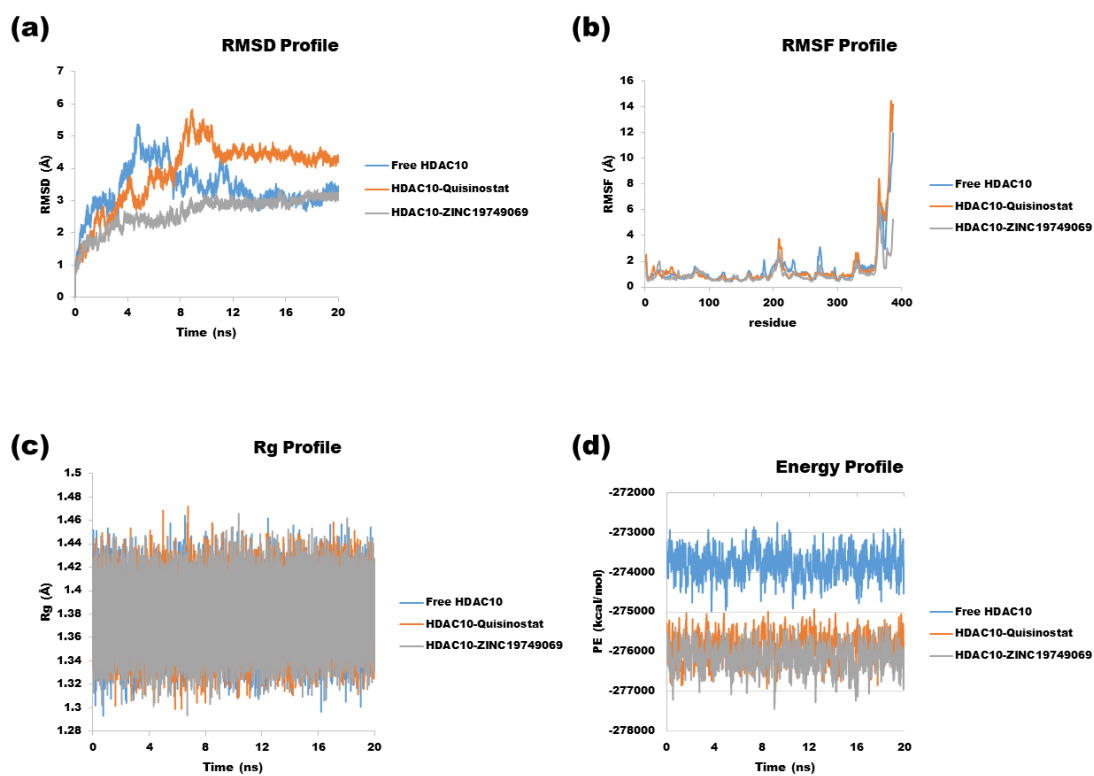 (a)
RMSD Profile
7
6
5
4
3
2
1
0
RMSD (Å)
0 4 8 12 16 20
Time (ns)
Free HDAC10
HDAC10-Quisinostat
HDAC10-ZINC19749069
(b)
RMSF Profile
16
14
12
10
8
6
4
2
0
RMSF (Å)
0 100 200 300 400
residue
Free HDAC10
HDAC10-Quisinostat
HDAC10-ZINC19749069
(c)
Rg Profile
1.5
1.48
1.46
1.44
1.42
1.4
1.38
1.36
1.34
1.32
1.3
1.28
Rg (Å)
0 4 8 12 16 20
Time (ns)
Free HDAC10
HDAC10-Quisinostat
HDAC10-ZINC19749069
(d)
Energy Profile
-272000
-273000
-274000
-275000
-276000
-277000
-278000
PE (kcal/mol)
0 4 8 12 16 20
Time (ns)
Free HDAC10
HDAC10-Quisinostat
HDAC10-ZINC19749069